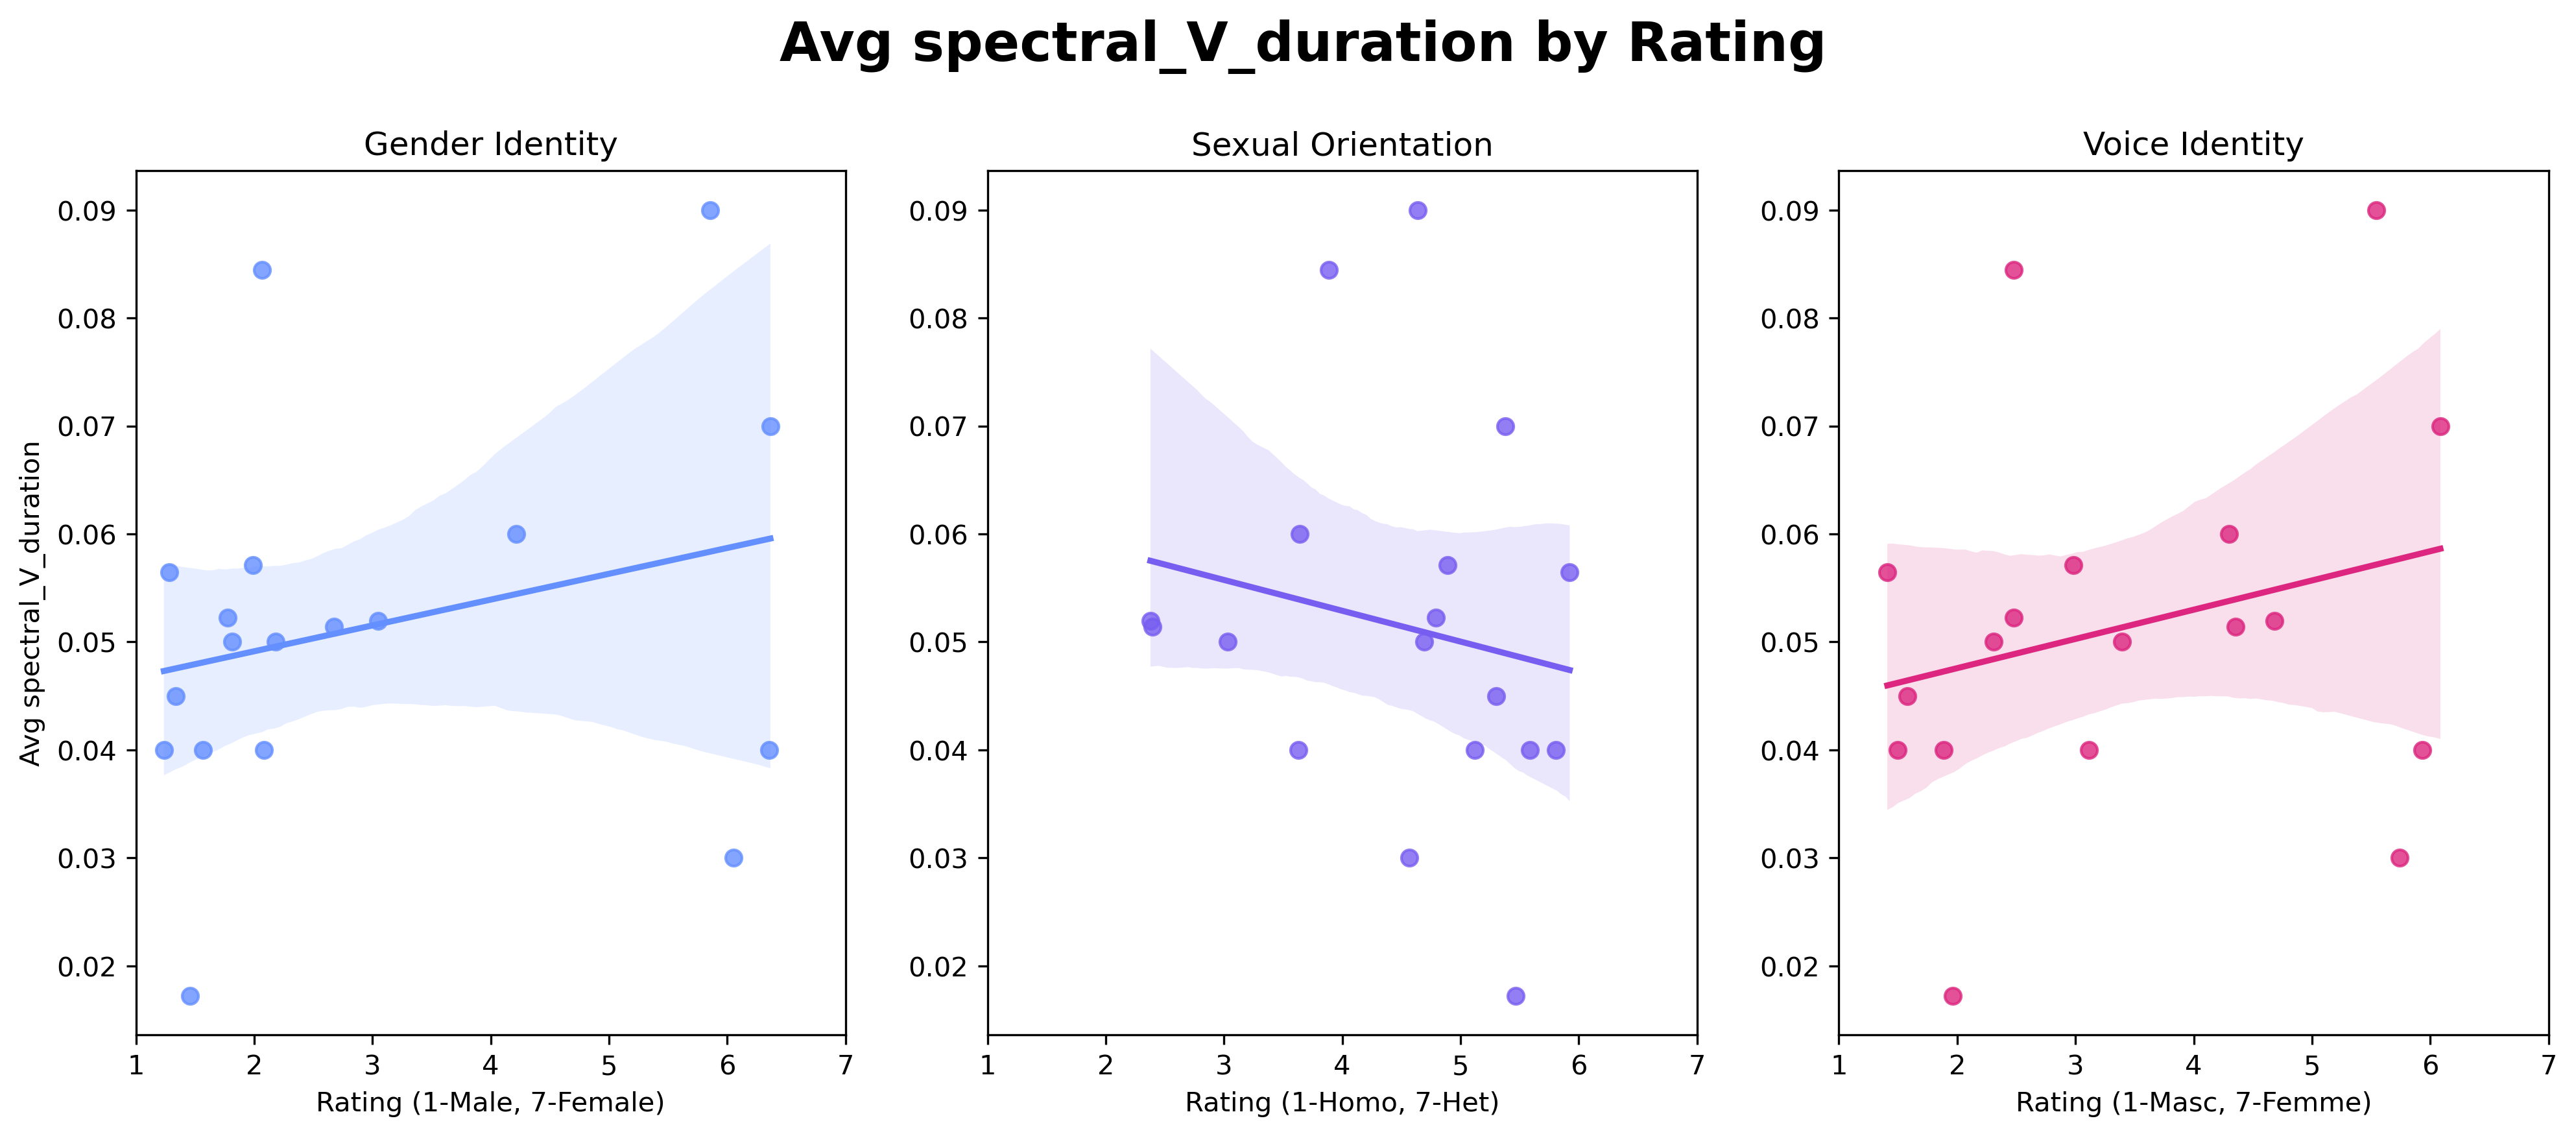 Avg spectral_V_duration by Rating
Gender Identity
Avg spectral_V_duration
0.09
0.08
0.07
0.06
0.05
0.04
0.03
0.02
1 2 3 4 5 6 7
Rating (1-Male, 7-Female)
Sexual Orientation
0.09
0.08
0.07
0.06
0.05
0.04
0.03
0.02
1 2 3 4 5 6 7
Rating (1-Homo, 7-Het)
Voice Identity
0.09
0.08
0.07
0.06
0.05
0.04
0.03
0.02
1 2 3 4 5 6 7
Rating (1-Masc, 7-Femme)